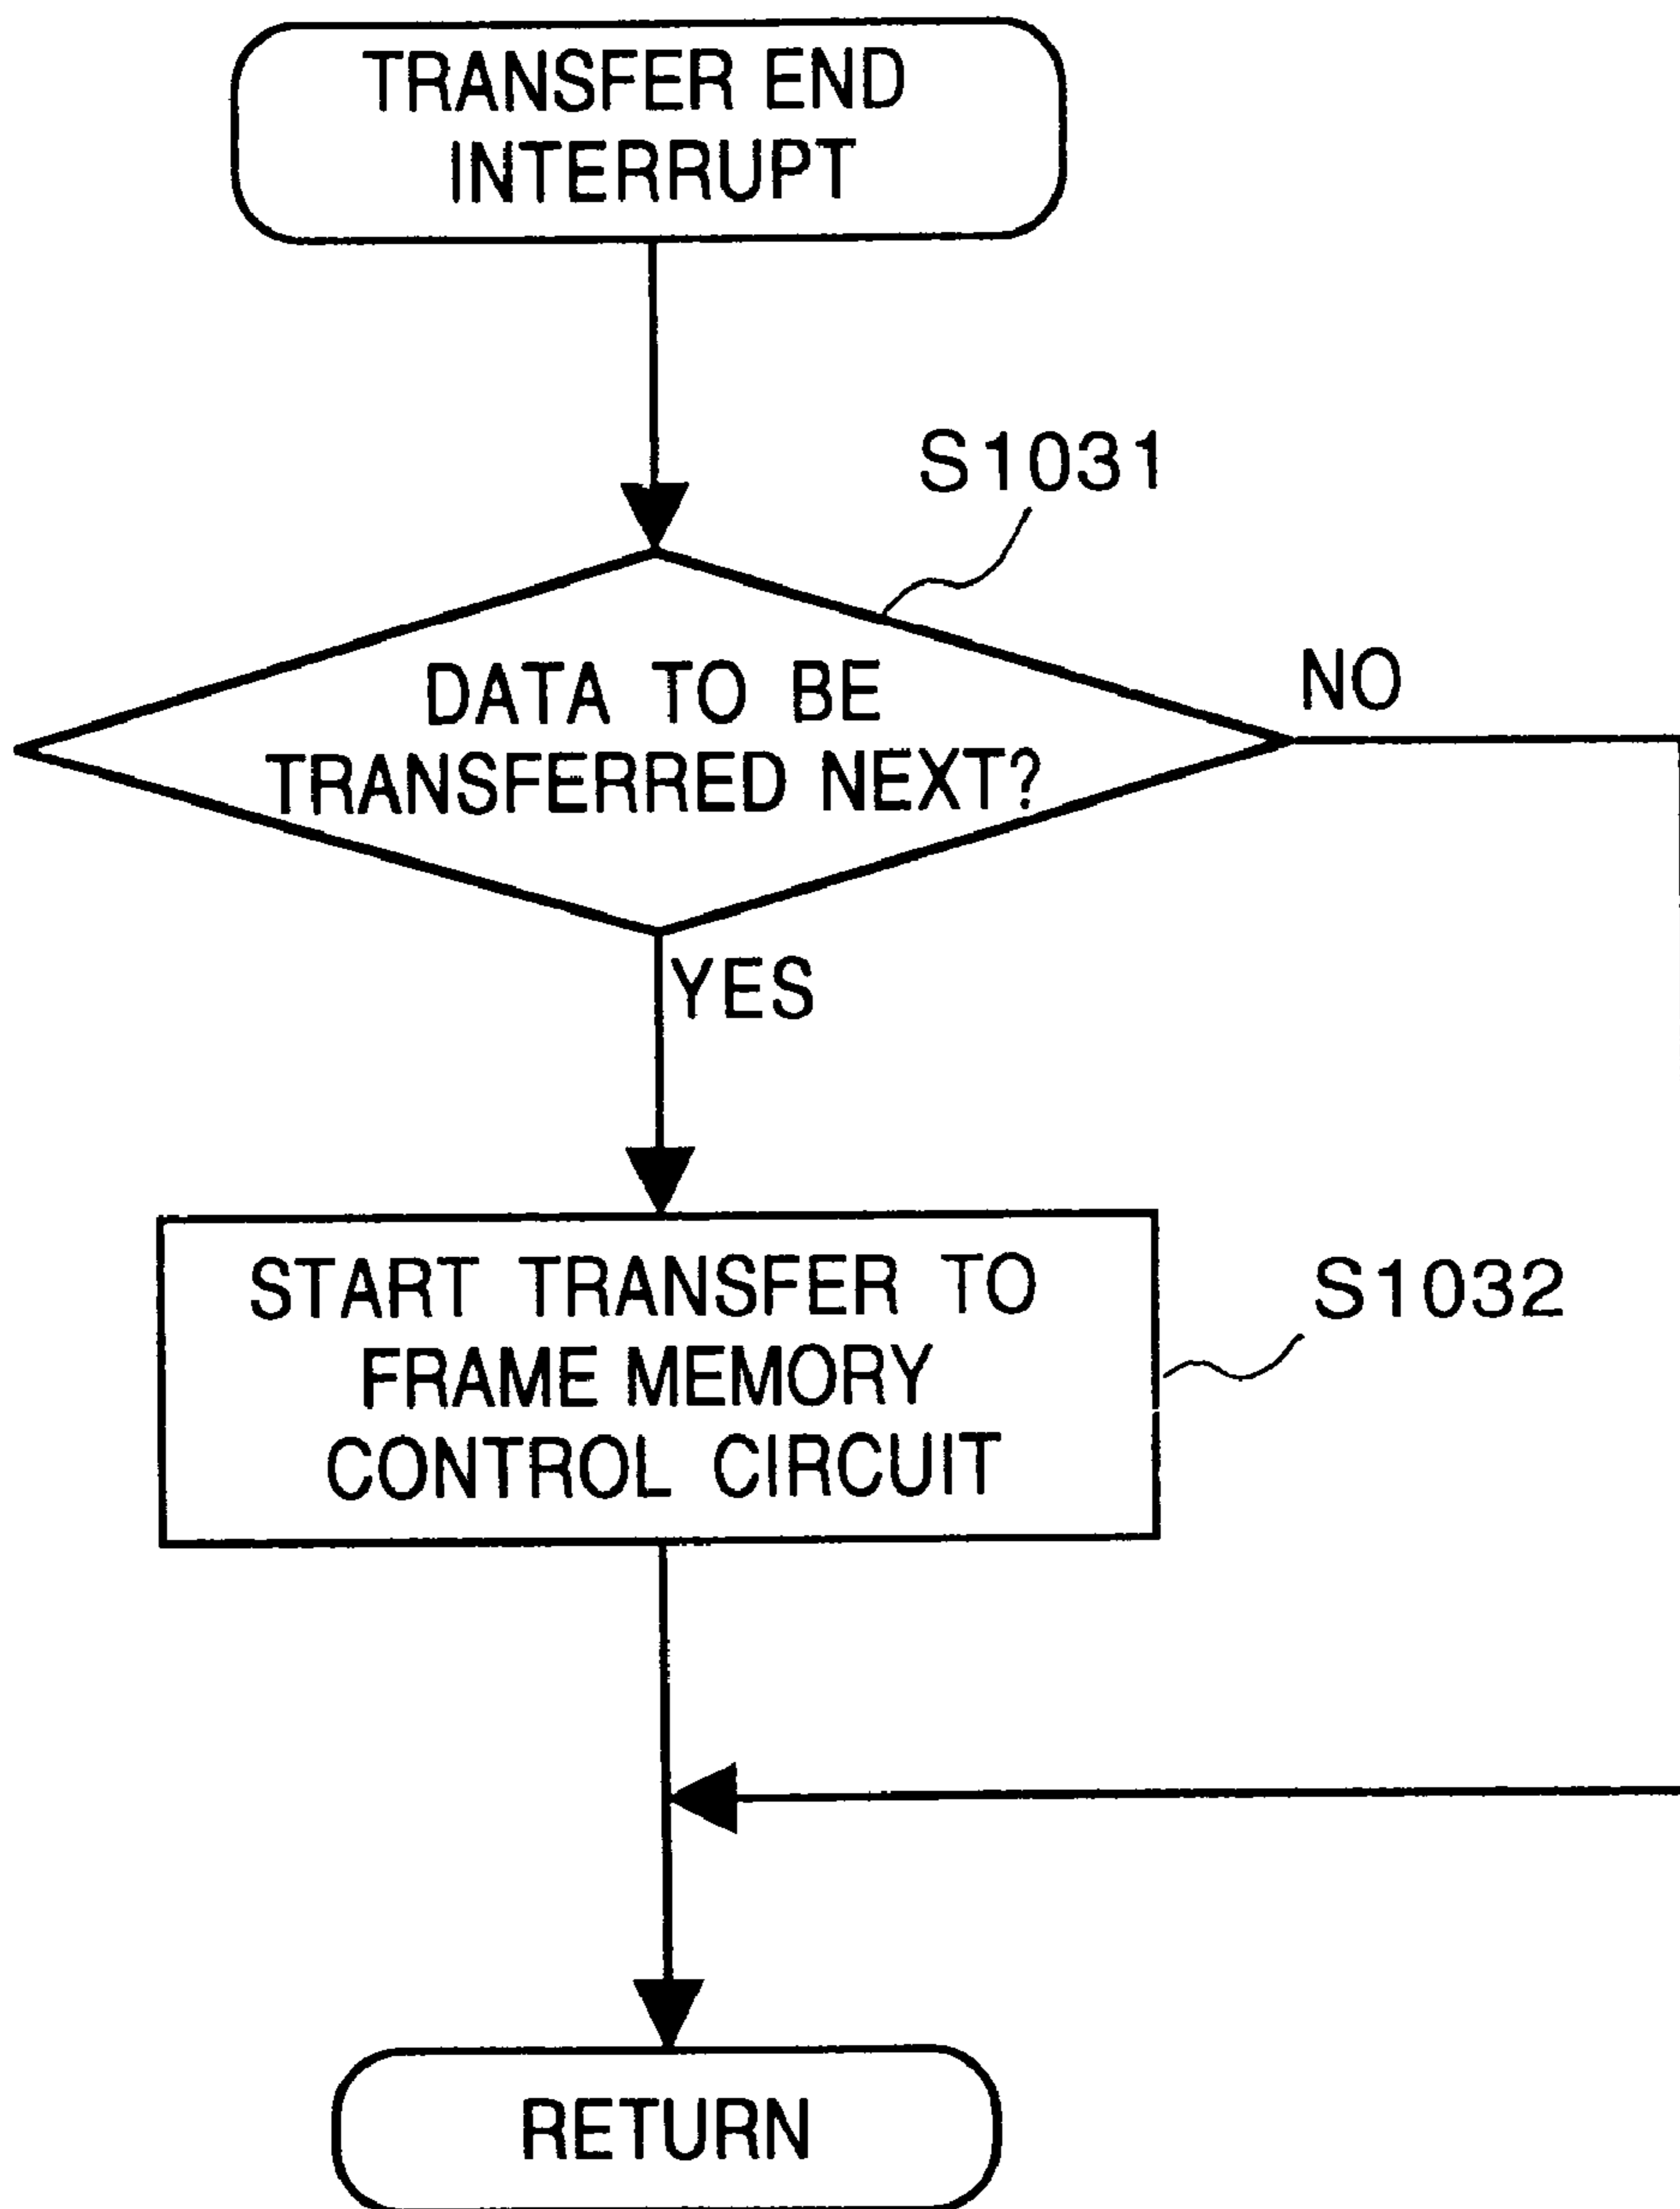 TRANSFER END
INTERRUPT
S1031
DATA TO BE
TRANSFERRED NEXT?
NO
YES
START TRANSFER TO
FRAME MEMORY
CONTROL CIRCUIT
S1032
RETURN